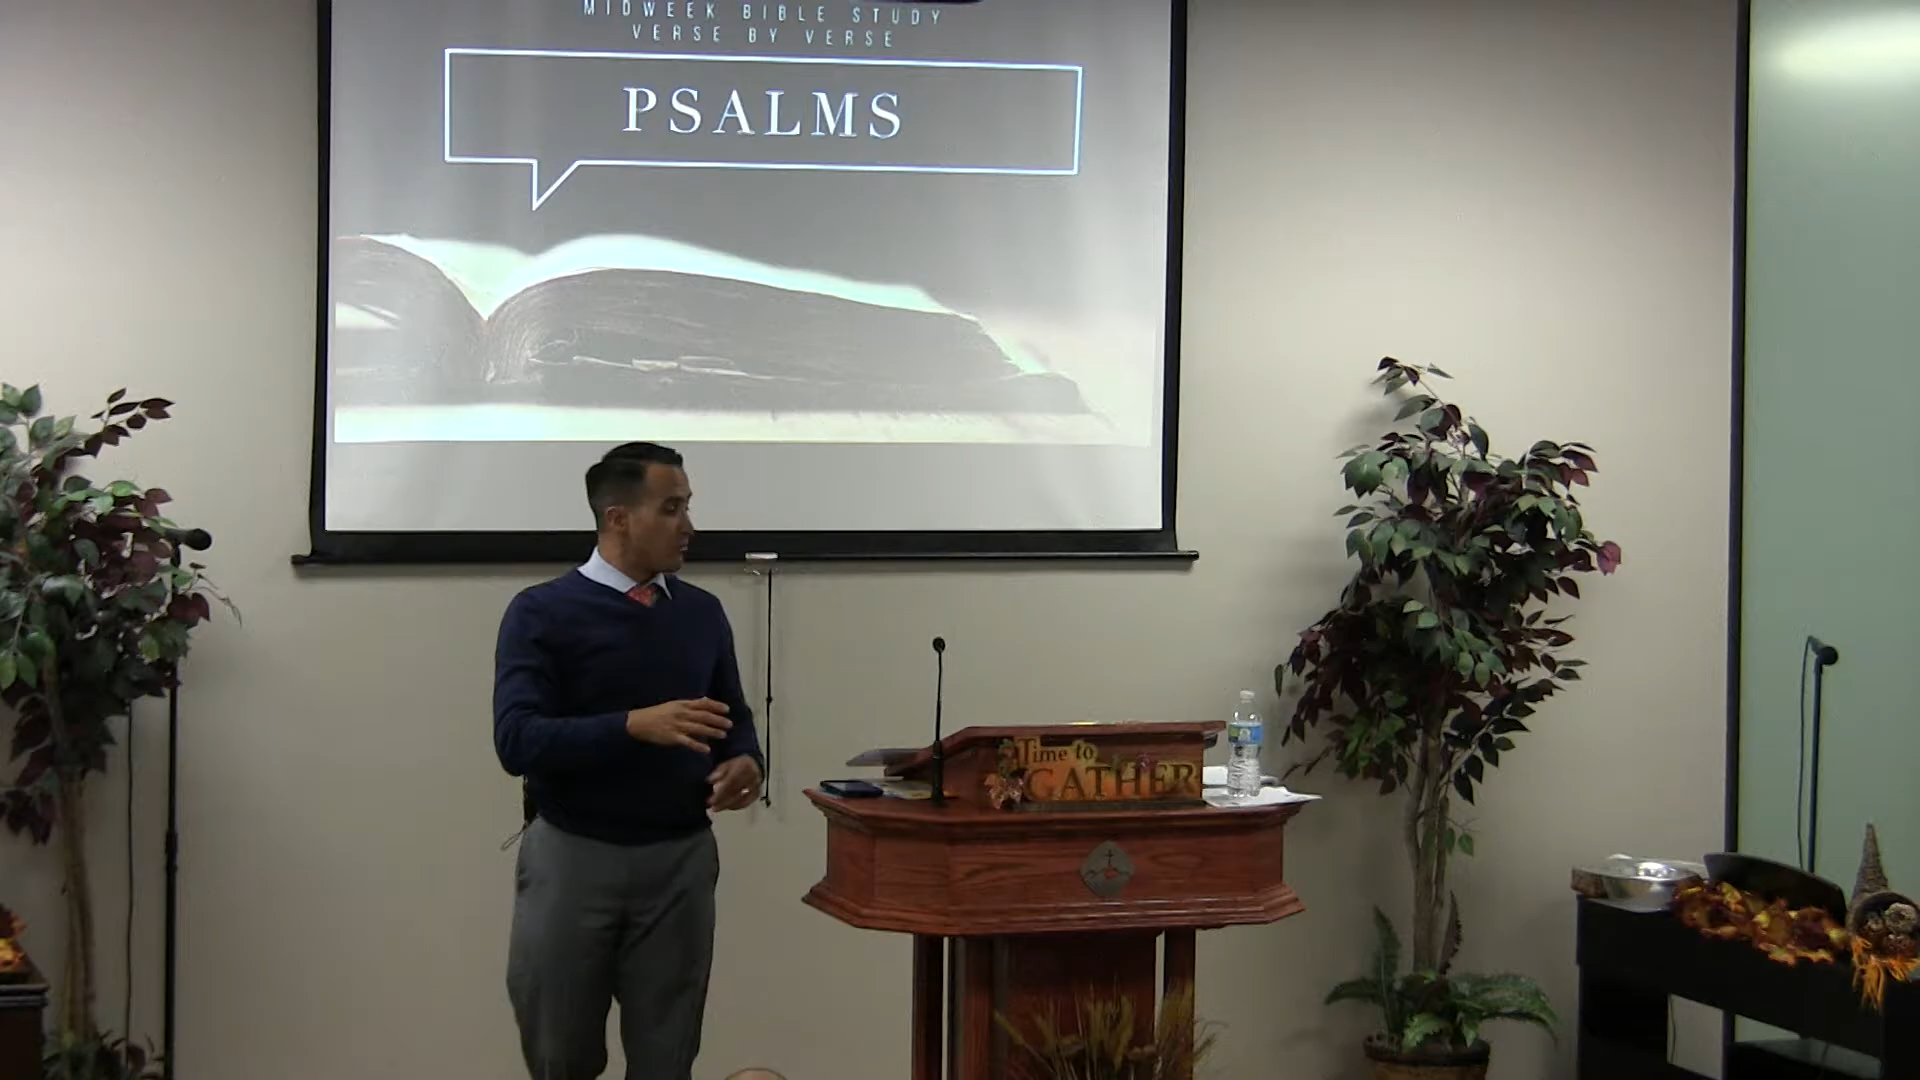 MIDWEEK BIBLE STUDY
VERSE BY VERSE
PSALMS
Time to
GATHER